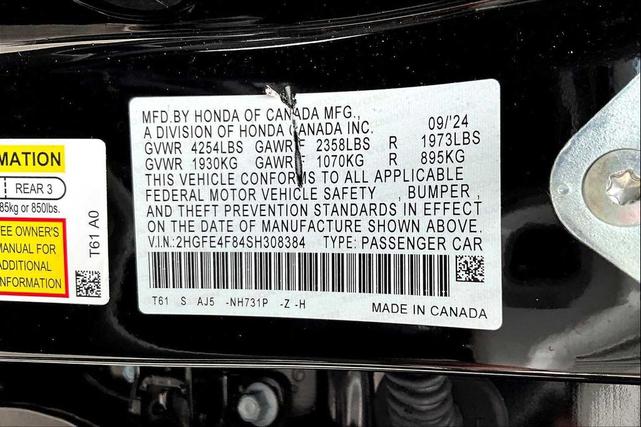 MFD.BY HONDA OF CANADA MFG.,
A DIVISION OF HONDA CANADA INC. 09/'24
GVWR 4254LBS GAWR F 2358LBS R 1973LBS
GVWR 1930KG GAWR F 1070KG R 895KG
THIS VEHICLE CONFORMS TO ALL APPLICABLE
FEDERAL MOTOR VEHICLE SAFETY , BUMPER ,
AND THEFT PREVENTION STANDARDS IN EFFECT
ON THE DATE OF MANUFACTURE SHOWN ABOVE.
V.I.N.:2HGFE4F84SH308384 TYPE: PASSENGER CAR
T61 S AJ5 -NH731P -Z -H
MADE IN CANADA
MATION
REAR 3
85kg or 850lbs.
EE OWNER'S
MANUAL FOR
ADDITIONAL
NFORMATION
T61 A0